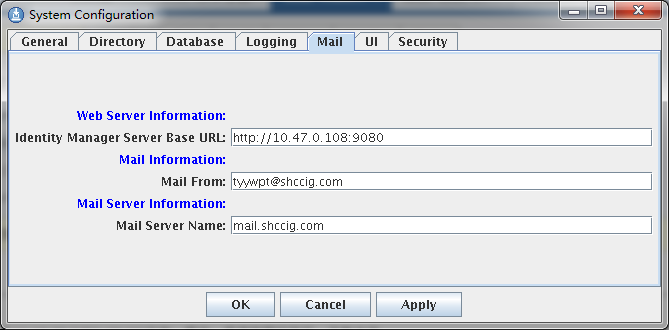 System Configuration
General Directory Database Logging Mail UI Security
Web Server Information:
Identity Manager Server Base URL: http://10.47.0.108:9080
Mail Information:
Mail From: tyywpt@shccig.com
Mail Server Information:
Mail Server Name: mail.shccig.com
OK Cancel Apply